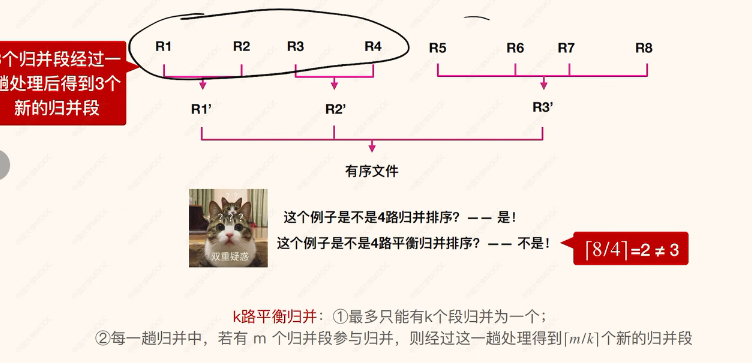 R1 R2 R3 R4 R5 R6 R7 R8
个归并段经过一
趟处理后得到3个
新的归并段
R1’ R2’ R3’
有序文件
???
双重疑惑
这个例子是不是4路归并排序？—— 是！
这个例子是不是4路平衡归并排序？—— 不是！
⌈8/4⌉=2 ≠ 3
k路平衡归并：①最多只能有k个段归并为一个；
②每一趟归并中，若有 m 个归并段参与归并，则经过这一趟处理得到⌈m/k⌉个新的归并段